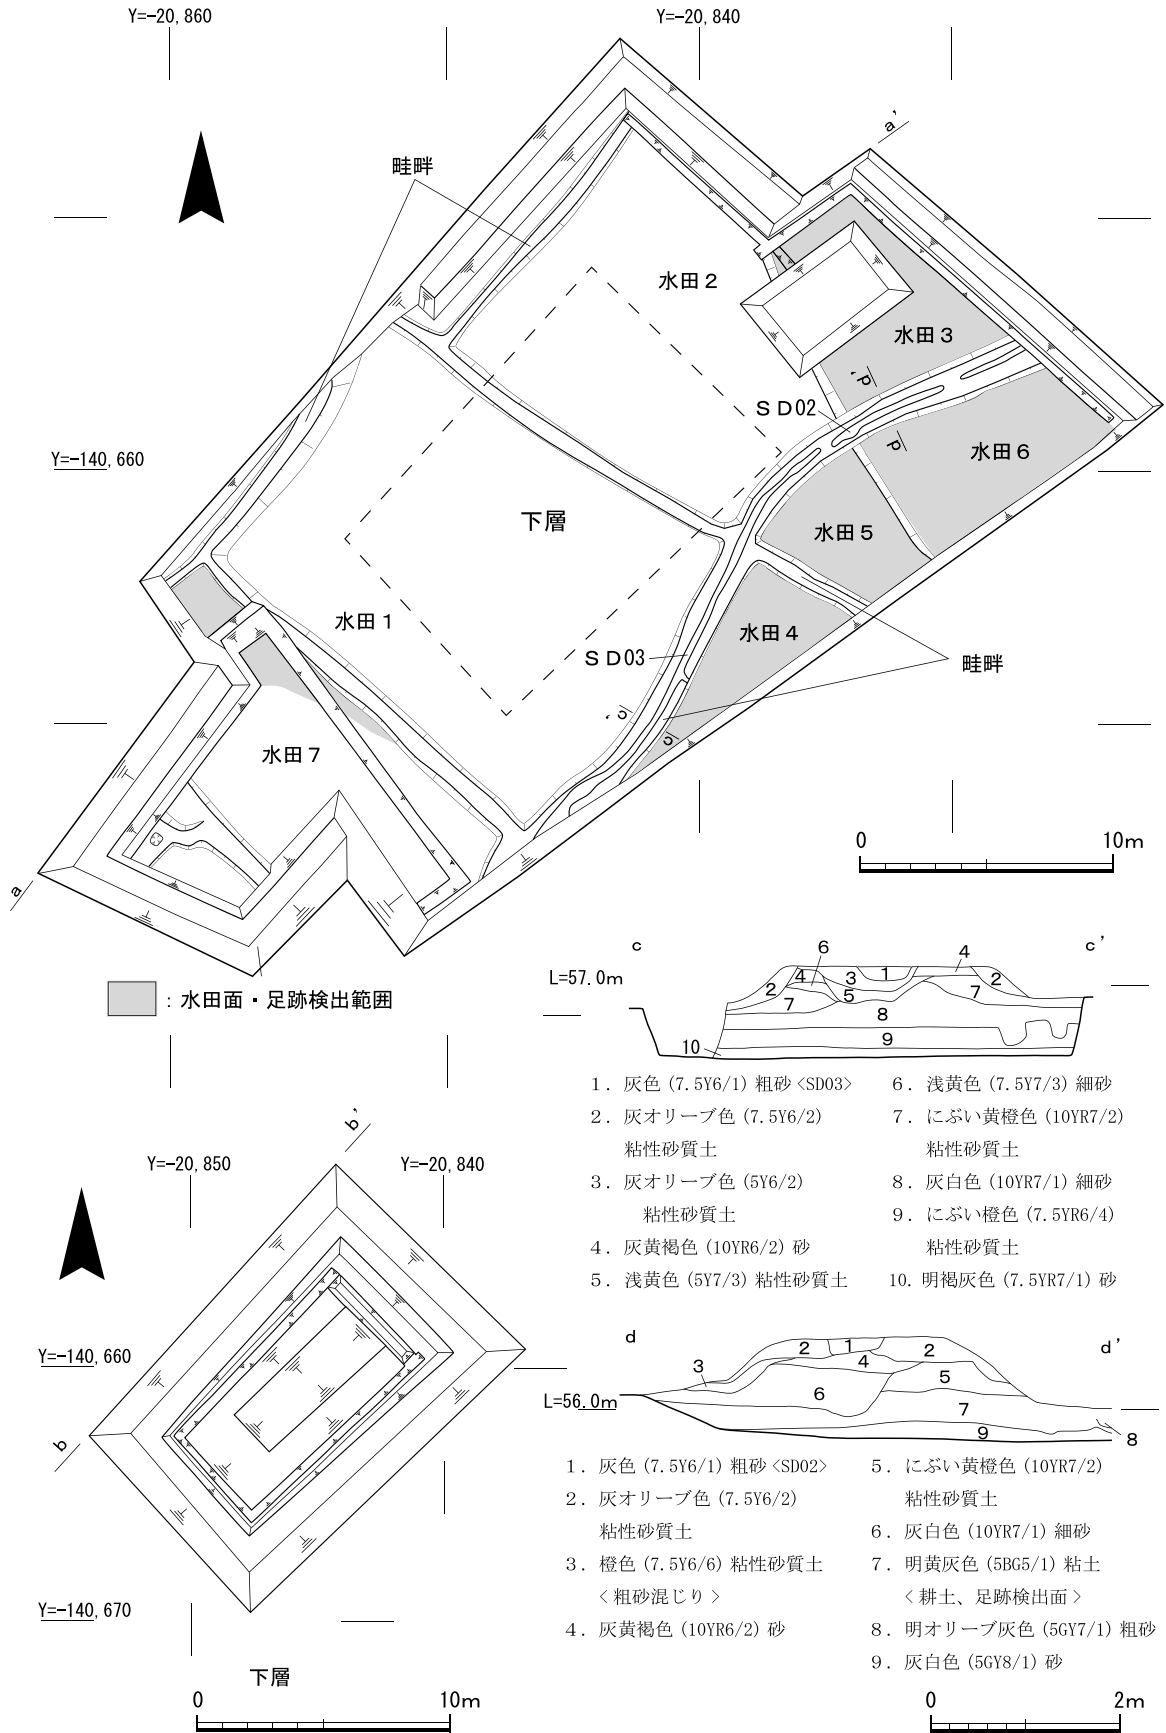 Y=−20,860
Y=−20,840
a’
畦畔
水田２
水田３
d’
ＳＤ02
d
Y=−140,660
水田６
下層
水田５
水田１
水田４
ＳＤ03
畦畔
c’
c
水田７
0 10m
a
：水田面・足跡検出範囲
c c’
L=57.0m
6 4
2 4 3 1 2
7 5 7
8
9
10
１．灰色 (7.5Y6/1) 粗砂 <SD03>
２．灰オリーブ色 (7.5Y6/2)
粘性砂質土
３．灰オリーブ色 (5Y6/2)
粘性砂質土
４．灰黄褐色 (10YR6/2) 砂
５．浅黄色 (5Y7/3) 粘性砂質土
６．浅黄色 (7.5Y7/3) 細砂
７．にぶい黄橙色 (10YR7/2)
粘性砂質土
８．灰白色 (10YR7/1) 細砂
９．にぶい橙色 (7.5YR6/4)
粘性砂質土
10. 明褐灰色 (7.5YR7/1) 砂
b’
Y=−20,850
Y=−20,840
Y=−140,660
b
Y=−140,670
下層
0 10m
d d’
L=56.0m
3 2 1 2
4
6 5
7
9 8
１．灰色 (7.5Y6/1) 粗砂 <SD02>
２．灰オリーブ色 (7.5Y6/2)
粘性砂質土
３．橙色 (7.5Y6/6) 粘性砂質土
< 粗砂混じり >
４．灰黄褐色 (10YR6/2) 砂
５．にぶい黄橙色 (10YR7/2)
粘性砂質土
６．灰白色 (10YR7/1) 細砂
７．明黄灰色 (5BG5/1) 粘土
< 耕土、足跡検出面 >
８．明オリーブ灰色 (5GY7/1) 粗砂
９．灰白色 (5GY8/1) 砂
0 2m